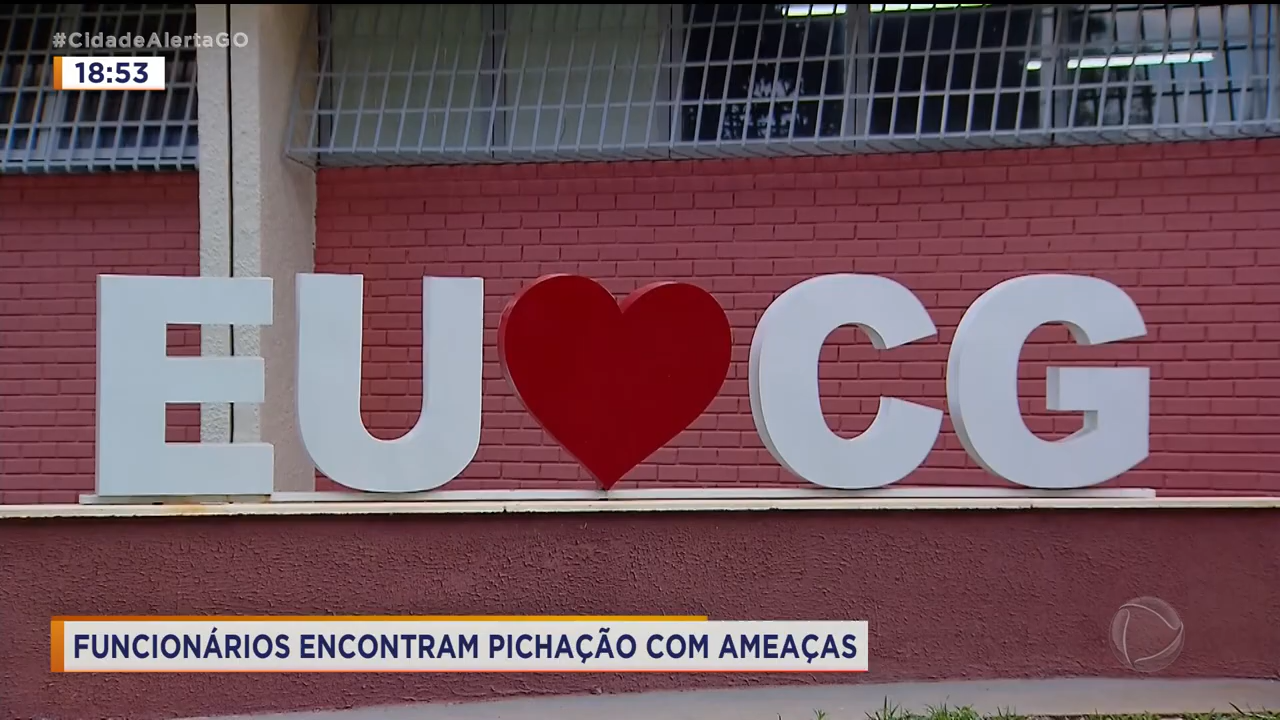 #CidadeAlertaGO
18:53
EU CG
FUNCIONÁRIOS ENCONTRAM PICHAÇÃO COM AMEAÇAS